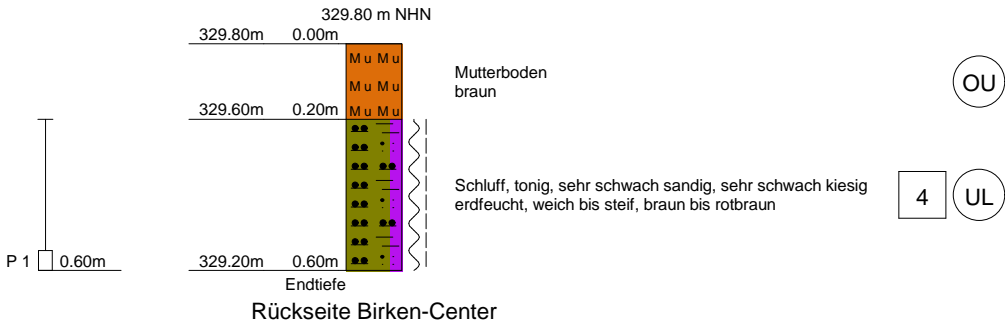 329.80 m NHN
329.80m 0.00m
Mu Mu
Mu Mu
Mu Mu
Mutterboden
braun
OU
329.60m 0.20m
Schluff, tonig, sehr schwach sandig, sehr schwach kiesig
erdfeucht, weich bis steif, braun bis rotbraun
4 UL
P 1 0.60m
329.20m 0.60m
Endtiefe
Rückseite Birken-Center